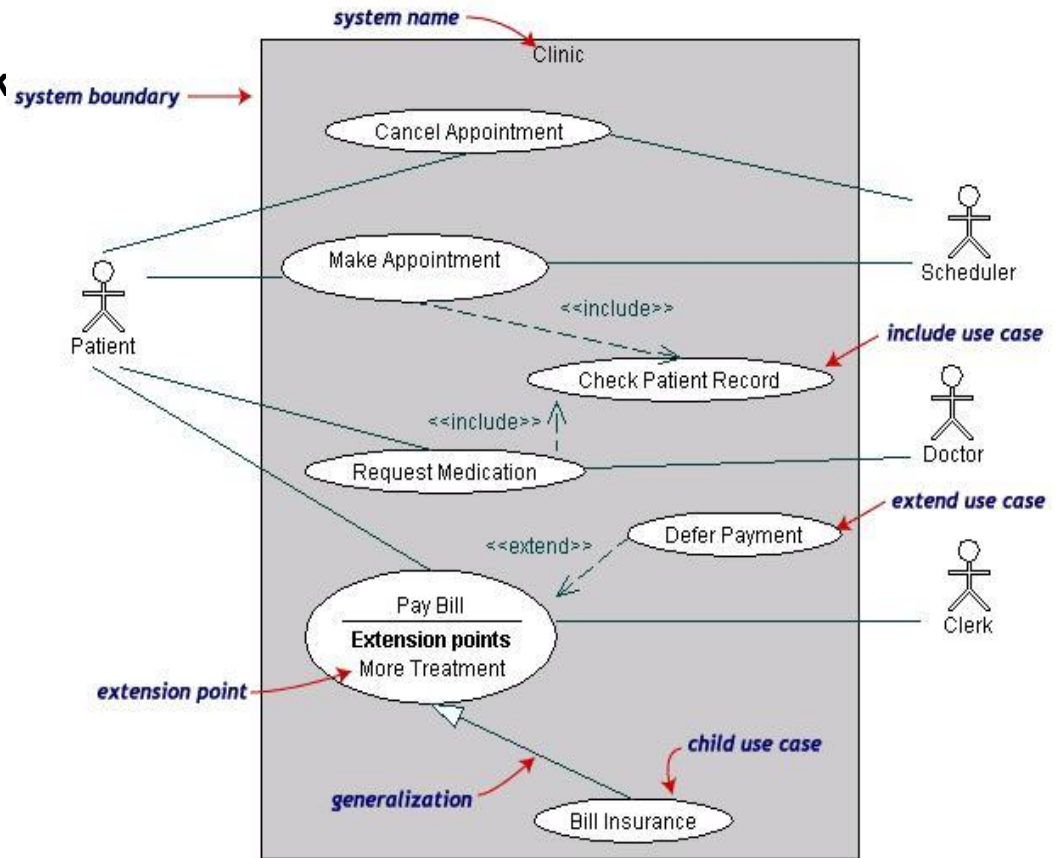 system name
Clinic
system boundary
Cancel Appointment
Make Appointment
Scheduler
<<include>>
Patient
include use case
Check Patient Record
<<include>>
Doctor
Request Medication
extend use case
Defer Payment
<<extend>>
Pay Bill
Clerk
Extension points
More Treatment
extension point
child use case
generalization
Bill Insurance